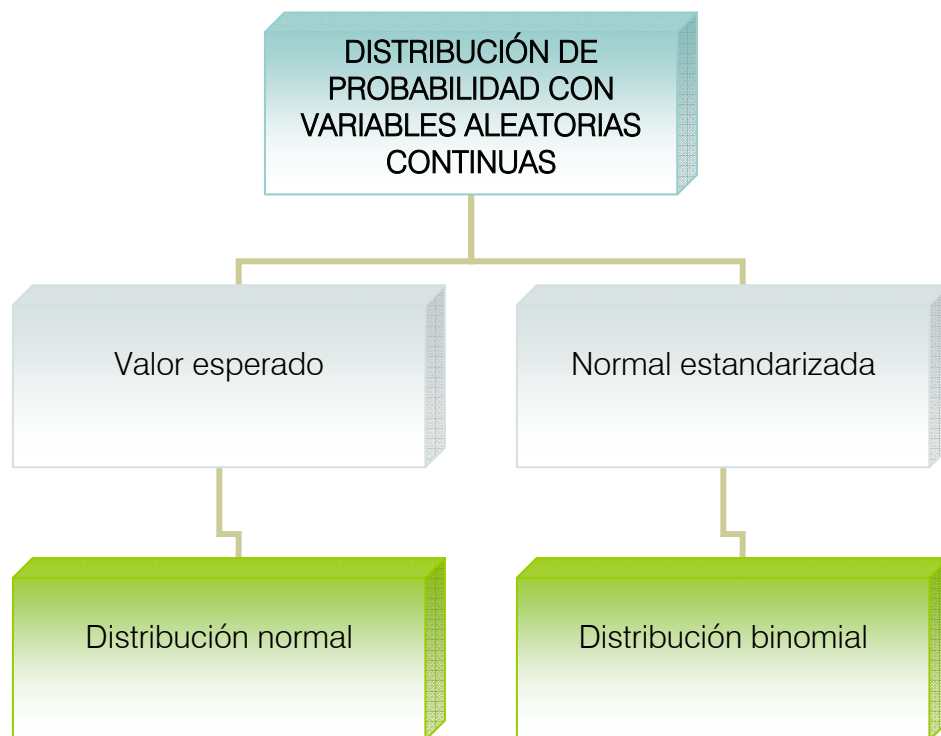 DISTRIBUCIÓN DE
PROBABILIDAD CON
VARIABLES ALEATORIAS
CONTINUAS
Valor esperado
Normal estandarizada
Distribución normal
Distribución binomial